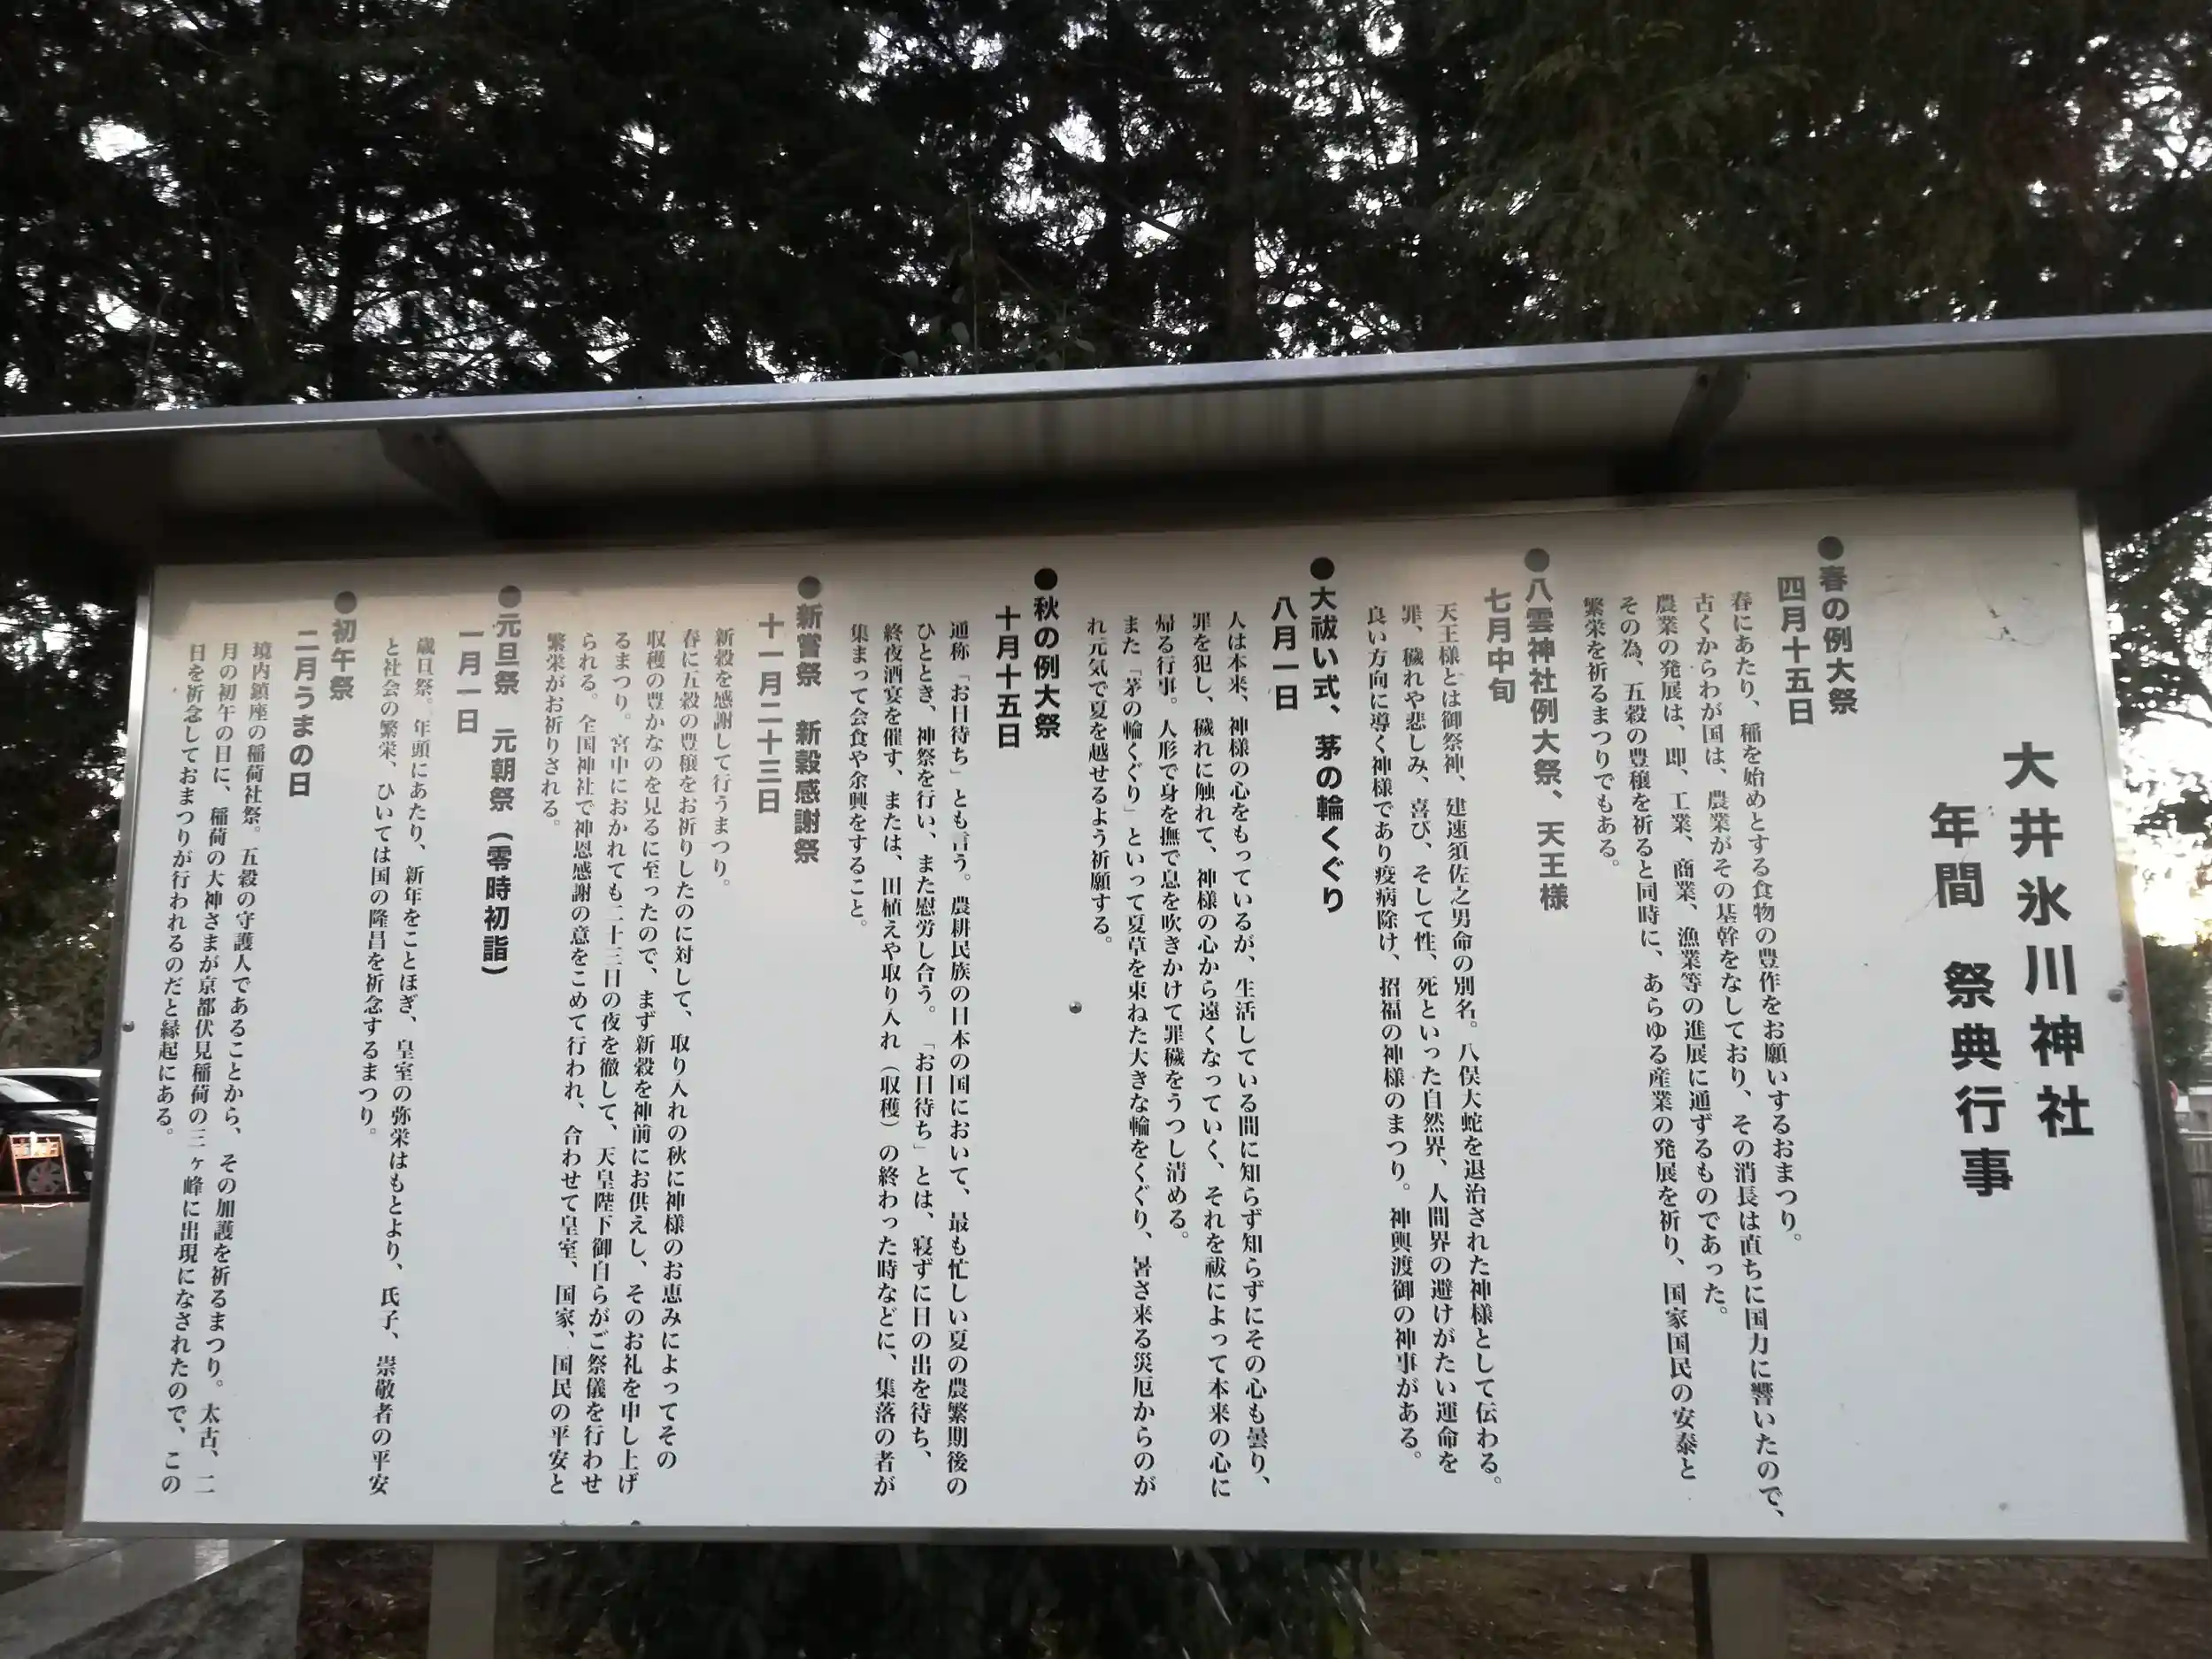 大井氷川神社
年間 祭典行事
●春の例大祭
四月十五日
春にあたり、稲を始めとする食物の豊作をお願いするおまつり。
古くからわが国は、農業がその基幹をなしており、その消長は直ちに国力に響いたので、
農業の発展は、即、工業、商業、漁業等の進展に通ずるものであった。
その為、五穀の豊穣を祈ると同時に、あらゆる産業の発展を祈り、国家国民の安泰と
繁栄を祈るまつりでもある。
●八雲神社例大祭、天王様
七月中旬
天王様とは御祭神、建速須佐之男命の別名。八俣大蛇を退治された神様として伝わる。
罪、穢れや悲しみ、喜び、そして性、死といった自然界、人間界の避けがたい運命を
良い方向に導く神様であり疫病除け、招福の神様のまつり。神輿渡御の神事がある。
●大祓い式、茅の輪くぐり
八月一日
人は本来、神様の心をもっているが、生活している間に知らず知らずにその心も曇り、
罪を犯し、穢れに触れて、神様の心から遠くなっていく、それを祓によって本来の心に
帰る行事。人形で身を撫で息を吹きかけて罪穢をうつし清める。
また「茅の輪くぐり」といって夏草を束ねた大きな輪をくぐり、暑さ来る災厄からのが
れ元気で夏を越せるよう祈願する。
●秋の例大祭
十月十五日
通称「お日待ち」とも言う。農耕民族の日本の国において、最も忙しい夏の農繁期後の
ひととき、神祭を行い、また慰労し合う。「お日待ち」とは、寝ずに日の出を待ち、
終夜酒宴を催す、または、田植えや取り入れ（収穫）の終わった時などに、集落の者が
集まって会食や余興をすること。
●新嘗祭 新穀感謝祭
十一月二十三日
新穀を感謝して行うまつり。
春に五穀の豊穣をお祈りしたのに対して、取り入れの秋に神様のお恵みによってその
収穫の豊かなのを見るに至ったので、まず新穀を神前にお供えし、そのお礼を申し上げ
るまつり。宮中におかれても二十三日の夜を徹して、天皇陛下御自らがご祭儀を行わせ
られる。全国神社で神恩感謝の意をこめて行われ、合わせて皇室、国家、国民の平安と
繁栄がお祈りされる。
●元旦祭 元朝祭（零時初詣）
一月一日
歳旦祭。年頭にあたり、新年をことほぎ、皇室の弥栄はもとより、氏子、崇敬者の平安
と社会の繁栄、ひいては国の隆昌を祈念するまつり。
●初午祭
二月うまの日
境内鎮座の稲荷社祭。五穀の守護人であることから、その加護を祈るまつり。太古、二
月の初午の日に、稲荷の大神さまが京都伏見稲荷の三ヶ峰に出現になされたので、この
日を祈念しておまつりが行われるのだと縁起にある。